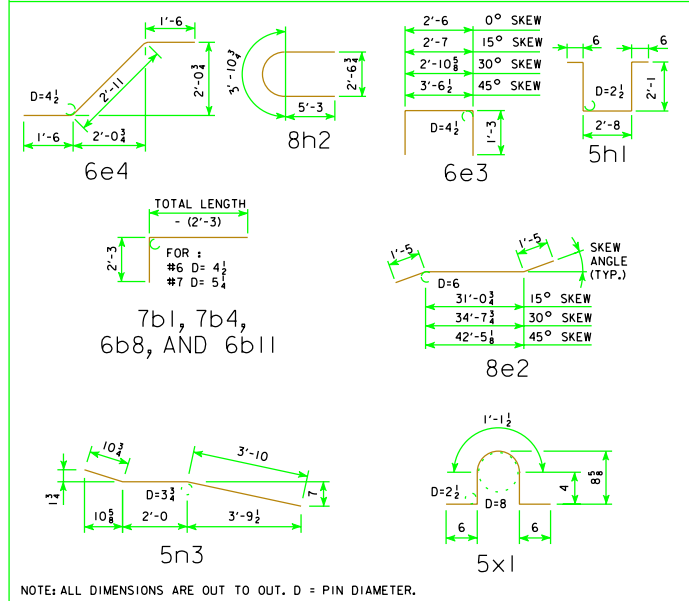 1'-6
D=4½
2'-11
2'-0¾
1'-6
2'-0¾
6e4
3'-10¾
2'-6¾
5'-3
8h2
2'-6 0° SKEW
2'-7 15° SKEW
2'-10⅝ 30° SKEW
3'-6½ 45° SKEW
D=4½
1'-3
6e3
6 6
D=2½
2'-1
2'-8
5h1
TOTAL LENGTH
- (2'-3)
2'-3
FOR :
#6 D= 4½
#7 D= 5¼
7b1, 7b4,
6b8, AND 6b11
1'-5 1'-5
SKEW
ANGLE
(TYP.)
D=6
31'-0¾ 15° SKEW
34'-7¾ 30° SKEW
42'-5⅛ 45° SKEW
8e2
10¾
3'-10
1¾
D=3¾
7
10⅝ 2'-0 3'-9½
5n3
1'-1½
D=2½
D=8
4
8⅝
6 6
5x1
NOTE: ALL DIMENSIONS ARE OUT TO OUT. D = PIN DIAMETER.